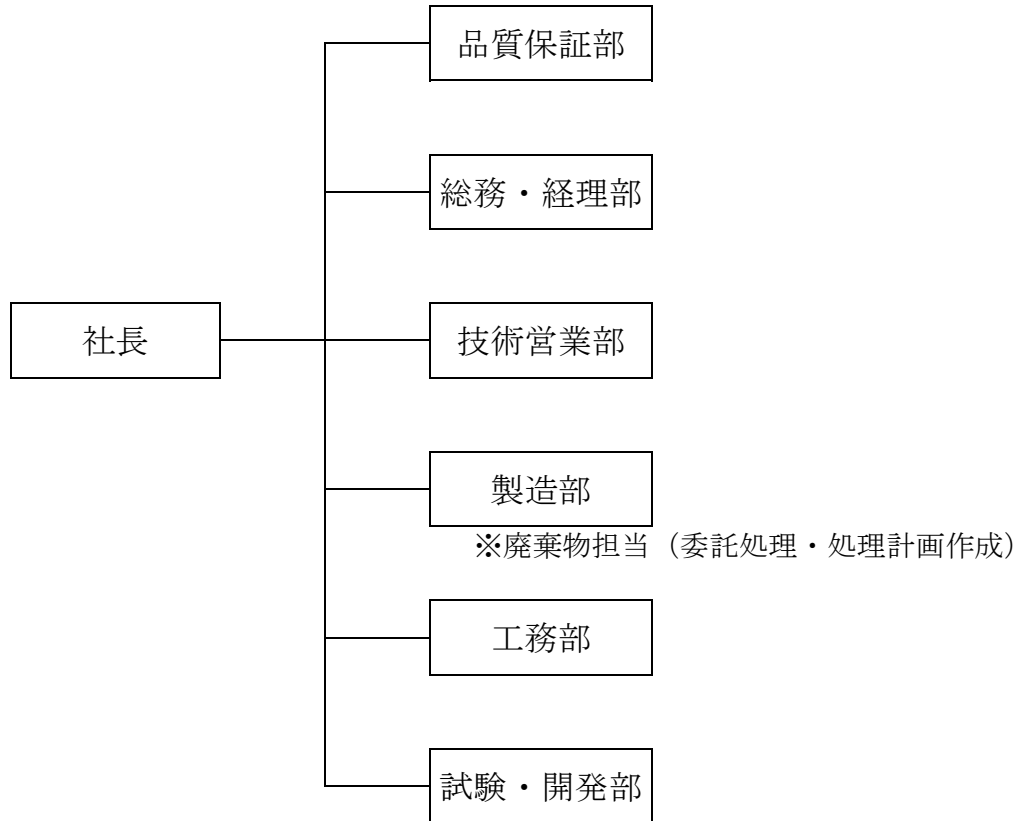 品質保証部
総務・経理部
社長
技術営業部
製造部
※廃棄物担当（委託処理・処理計画作成）
工務部
試験・開発部